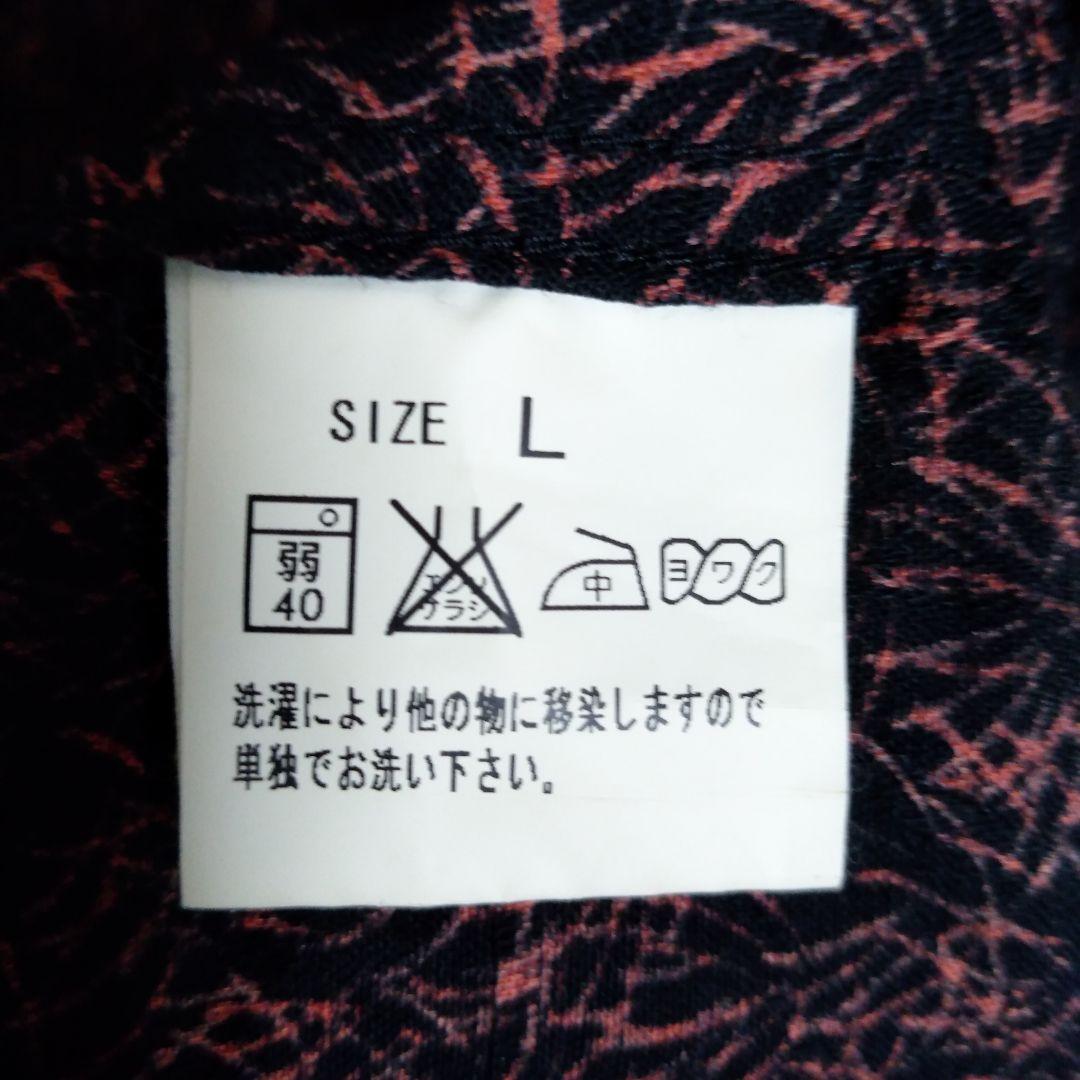 SIZE L
弱
40
エンソ
サラシ
中
ヨワク
洗濯により他の物に移染しますので
単独でお洗い下さい。